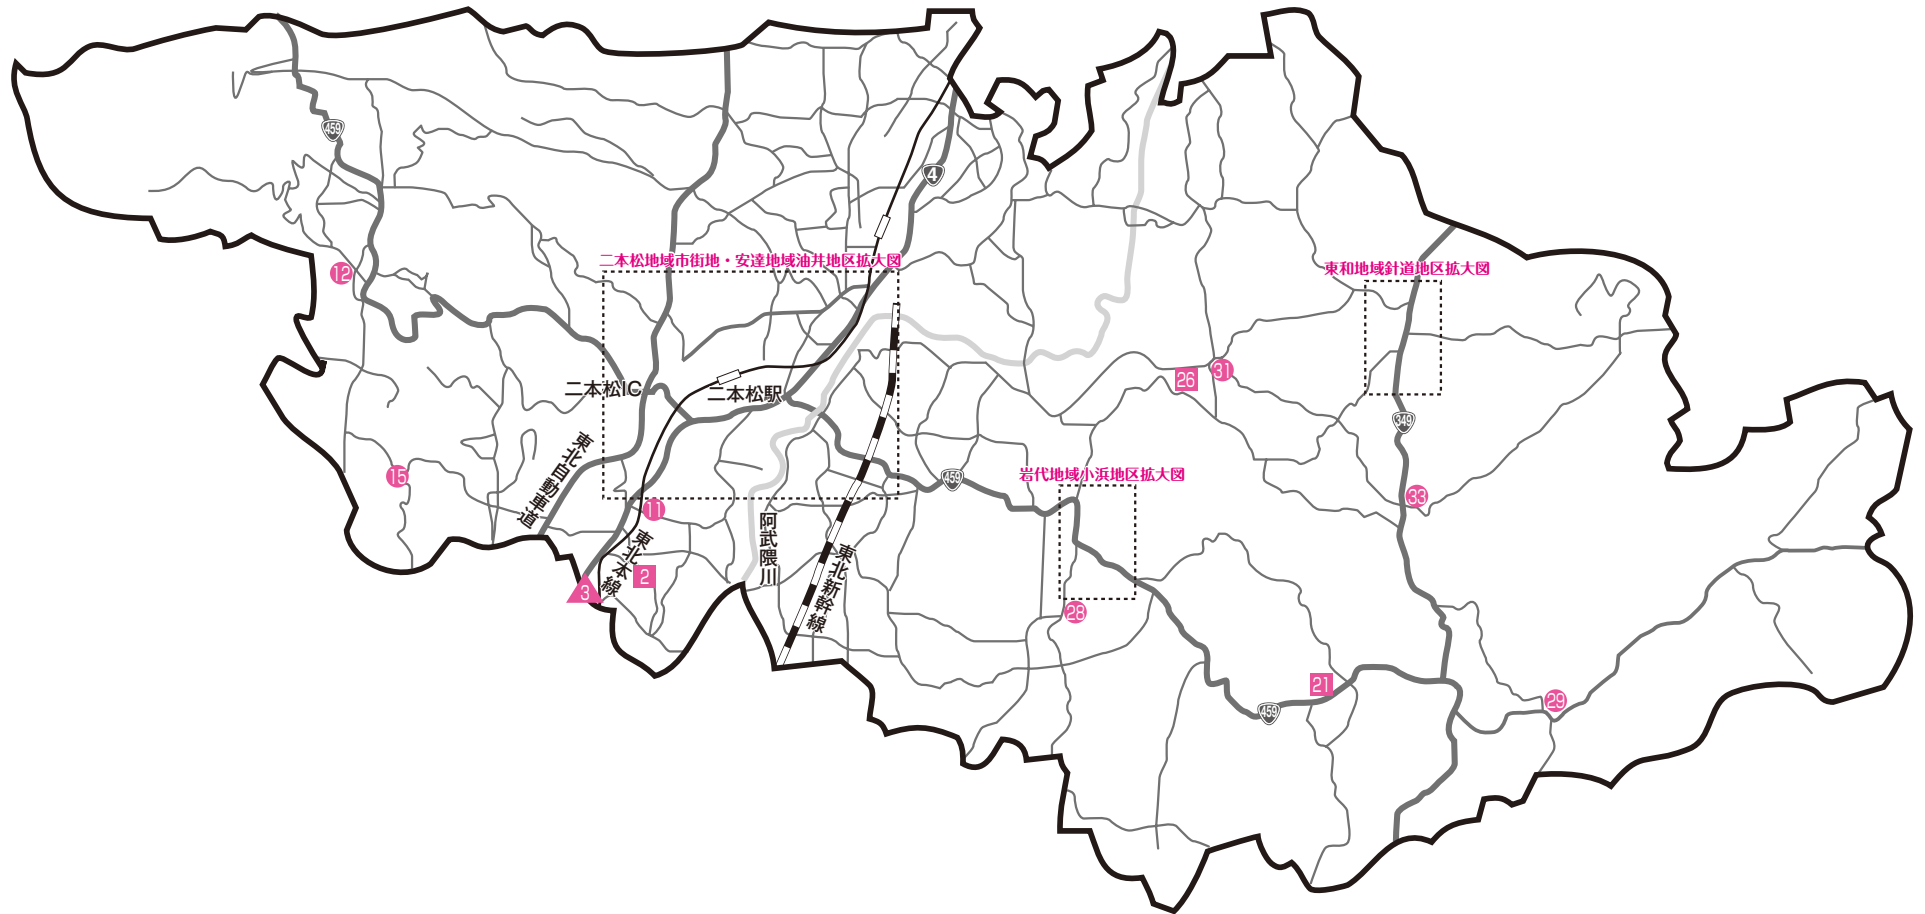 459
4
二本松地域市街地・安達地域油井地区拡大図
東和地域針道地区拡大図
12
二本松IC
二本松駅
26
31
349
東北自動車道
15
459
岩代地域小浜地区拡大図
33
11
阿武隈川
東北本線
東北新幹線
2
3
28
21
459
29